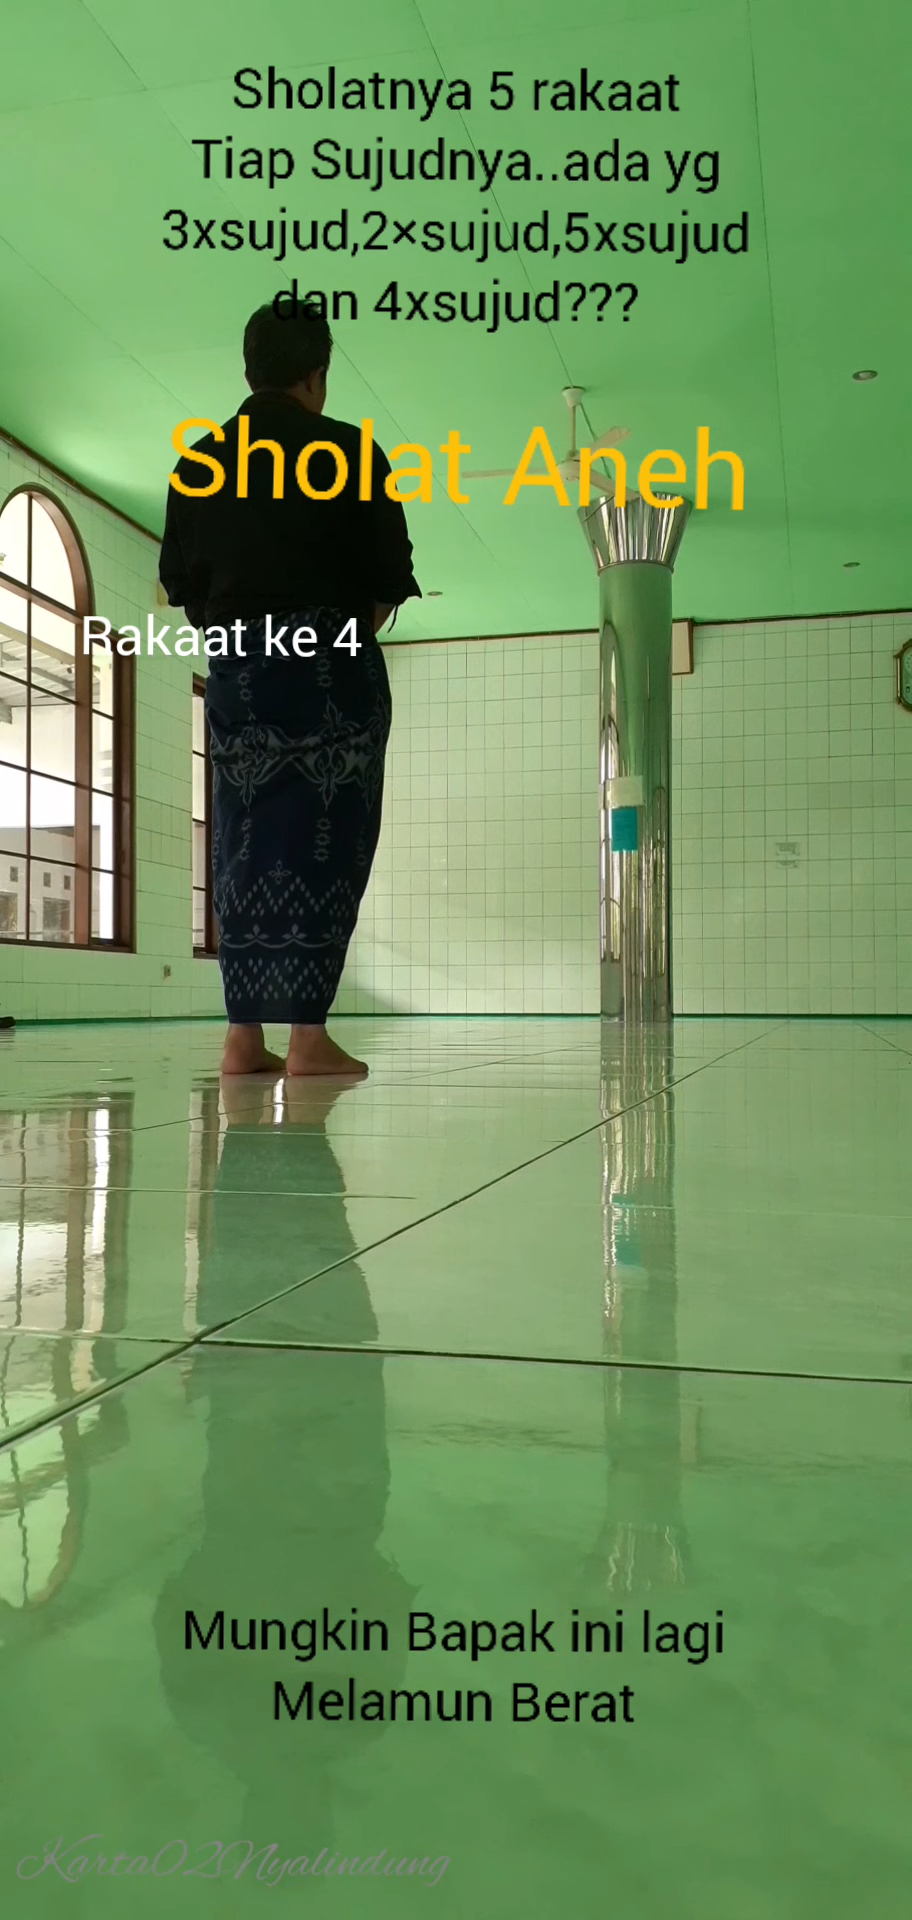 Sholatnya 5 rakaat
Tiap Sujudnya..ada yg
3xsujud,2×sujud,5xsujud
dan 4xsujud???
Sholat Aneh
Rakaat ke 4
Mungkin Bapak ini lagi
Melamun Berat
Karta02Nyalindung